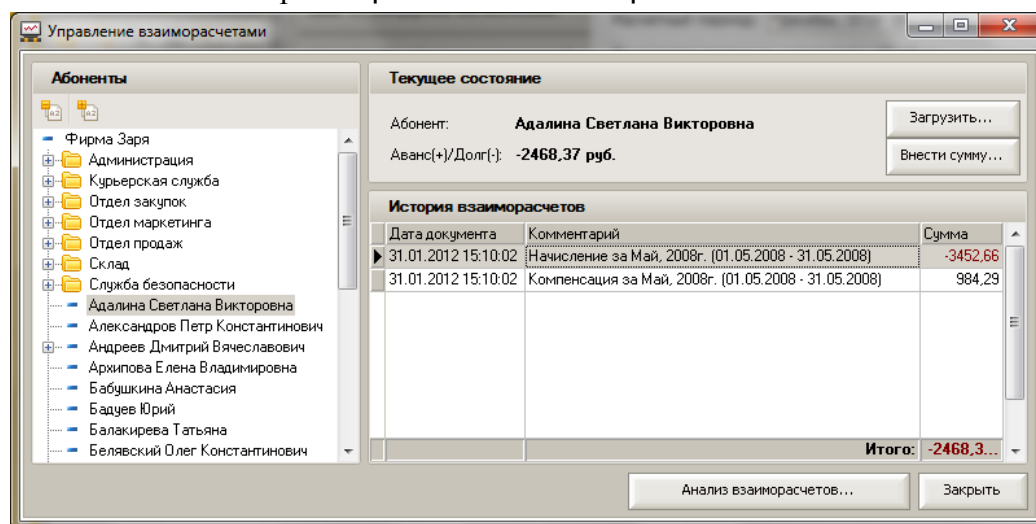 Управление взаиморасчетами
Абоненты
Фирма Заря
Администрация
Курьерская служба
Отдел закупок
Отдел маркетинга
Отдел продаж
Склад
Служба безопасности
Адалина Светлана Викторовна
Александров Петр Константинович
Андреев Дмитрий Вячеславович
Архипова Елена Владимировна
Бабушкина Анастасия
Бадуев Юрий
Балакирева Татьяна
Белявский Олег Константинович
Текущее состояние
Абонент: Адалина Светлана Викторовна
Загрузить...
Аванс(+)/Долг(-): -2468,37 руб.
Внести сумму...
История взаиморасчетов
Дата документа Комментарий Сумма
31.01.2012 15:10:02 Начисление за Май, 2008г. (01.05.2008 - 31.05.2008) -3452,66
31.01.2012 15:10:02 Компенсация за Май, 2008г. (01.05.2008 - 31.05.2008) 984,29
Итого: -2468,3...
Анализ взаиморасчетов...
Закрыть